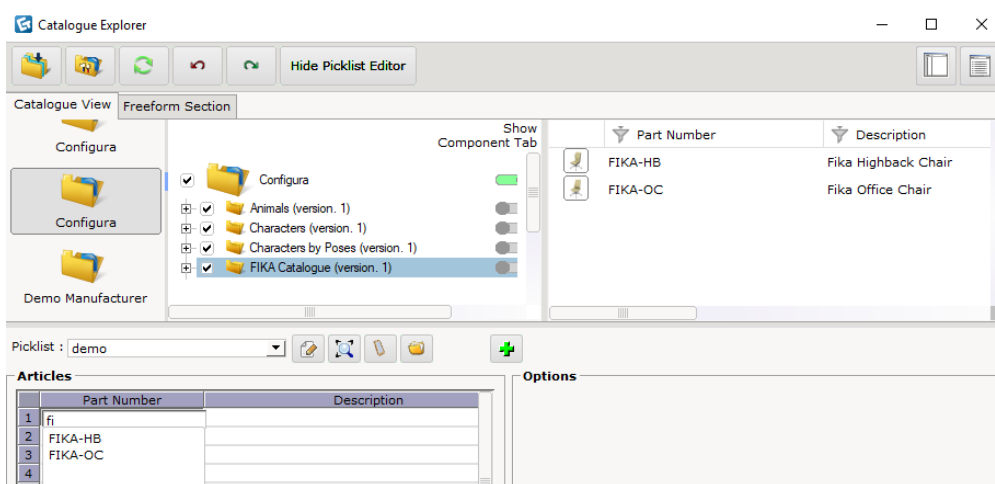 Catalogue Explorer
Hide Picklist Editor
Catalogue View
Freeform Section
Configura
Configura
Demo Manufacturer
Show
Component Tab
Configura
Animals (version. 1)
Characters (version. 1)
Characters by Poses (version. 1)
FIKA Catalogue (version. 1)
Part Number Description
FIKA-HB Fika Highback Chair
FIKA-OC Fika Office Chair
Picklist : demo
Articles
Part Number Description
1 fi
2 FIKA-HB
3 FIKA-OC
4
Options